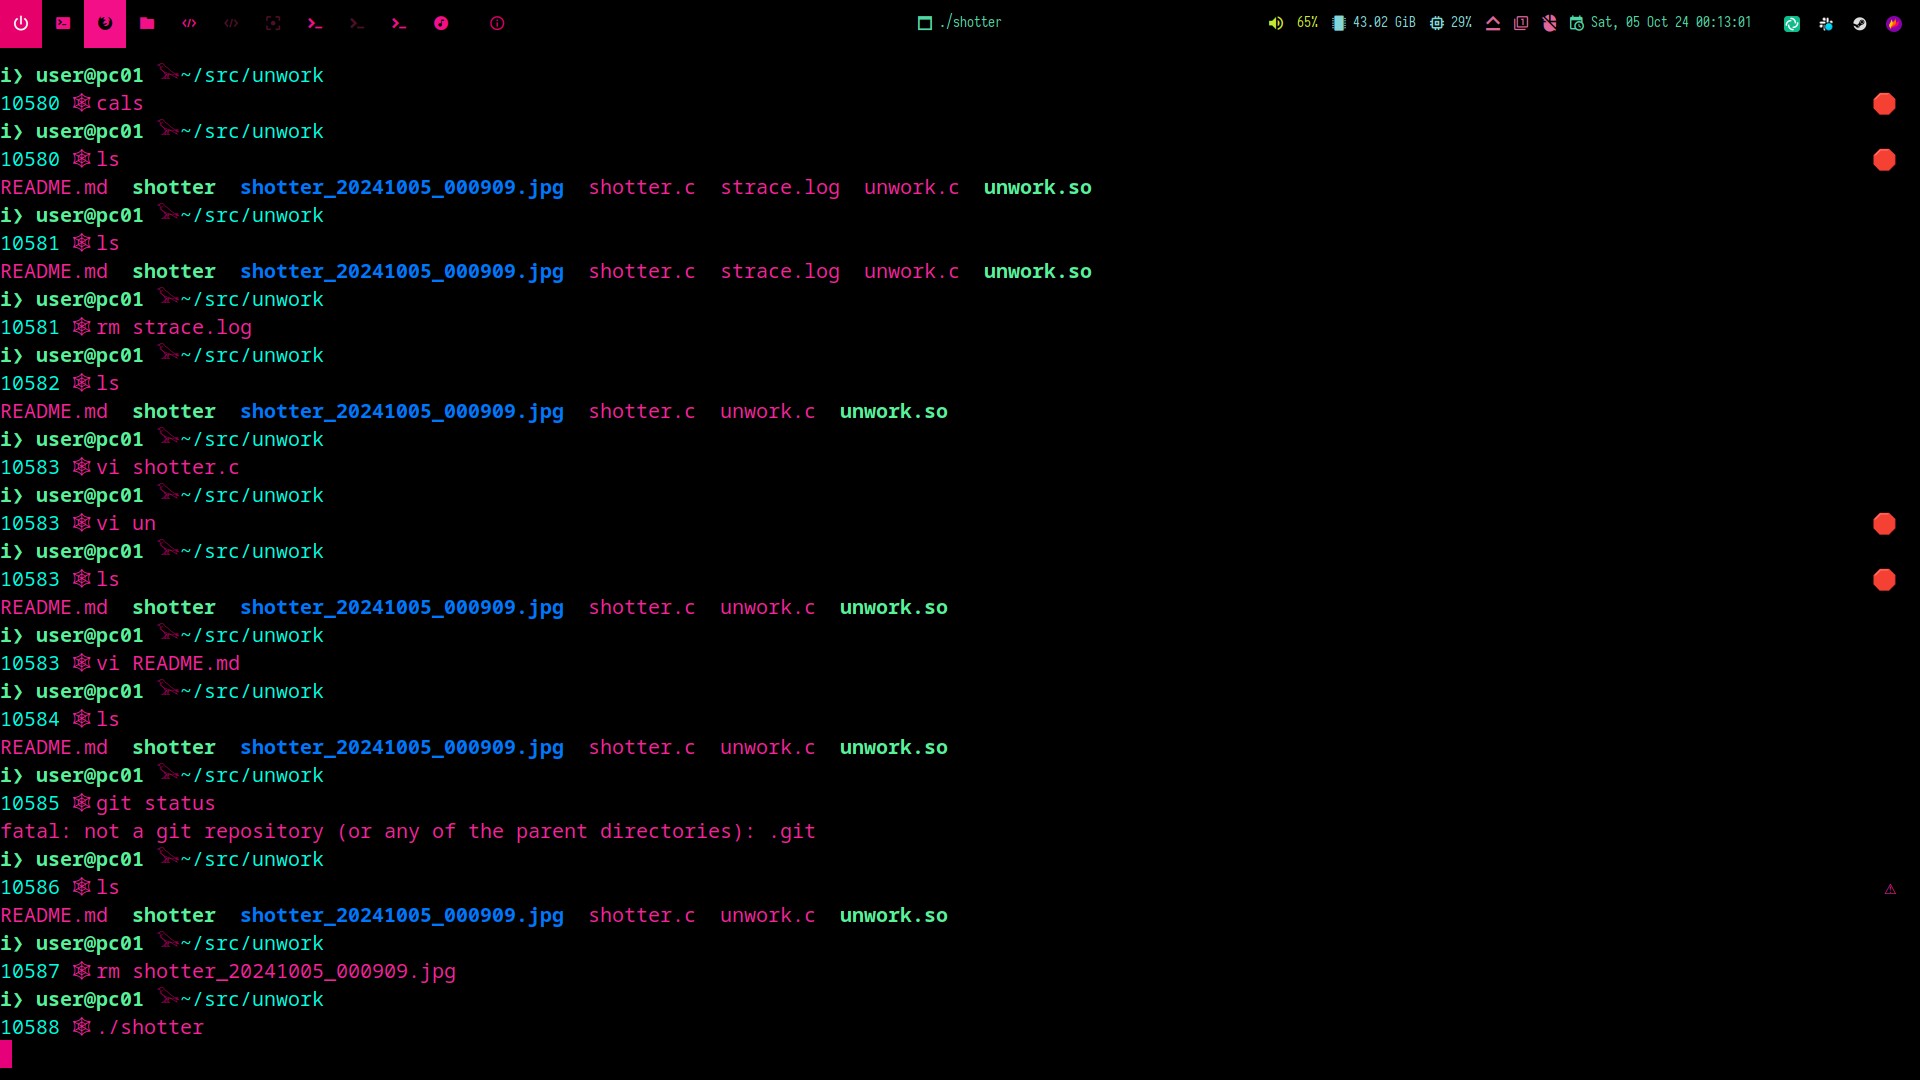 ./shotter
65% 43.02 GiB 29% Sat, 05 Oct 24 00:13:01
i❯ user@pc01 ~/src/unwork
10580 cals
i❯ user@pc01 ~/src/unwork
10580 ls
README.md shotter shotter_20241005_000909.jpg shotter.c strace.log unwork.c unwork.so
i❯ user@pc01 ~/src/unwork
10581 ls
README.md shotter shotter_20241005_000909.jpg shotter.c strace.log unwork.c unwork.so
i❯ user@pc01 ~/src/unwork
10581 rm strace.log
i❯ user@pc01 ~/src/unwork
10582 ls
README.md shotter shotter_20241005_000909.jpg shotter.c unwork.c unwork.so
i❯ user@pc01 ~/src/unwork
10583 vi shotter.c
i❯ user@pc01 ~/src/unwork
10583 vi un
i❯ user@pc01 ~/src/unwork
10583 ls
README.md shotter shotter_20241005_000909.jpg shotter.c unwork.c unwork.so
i❯ user@pc01 ~/src/unwork
10583 vi README.md
i❯ user@pc01 ~/src/unwork
10584 ls
README.md shotter shotter_20241005_000909.jpg shotter.c unwork.c unwork.so
i❯ user@pc01 ~/src/unwork
10585 git status
fatal: not a git repository (or any of the parent directories): .git
i❯ user@pc01 ~/src/unwork
10586 ls
README.md shotter shotter_20241005_000909.jpg shotter.c unwork.c unwork.so
i❯ user@pc01 ~/src/unwork
10587 rm shotter_20241005_000909.jpg
i❯ user@pc01 ~/src/unwork
10588 ./shotter